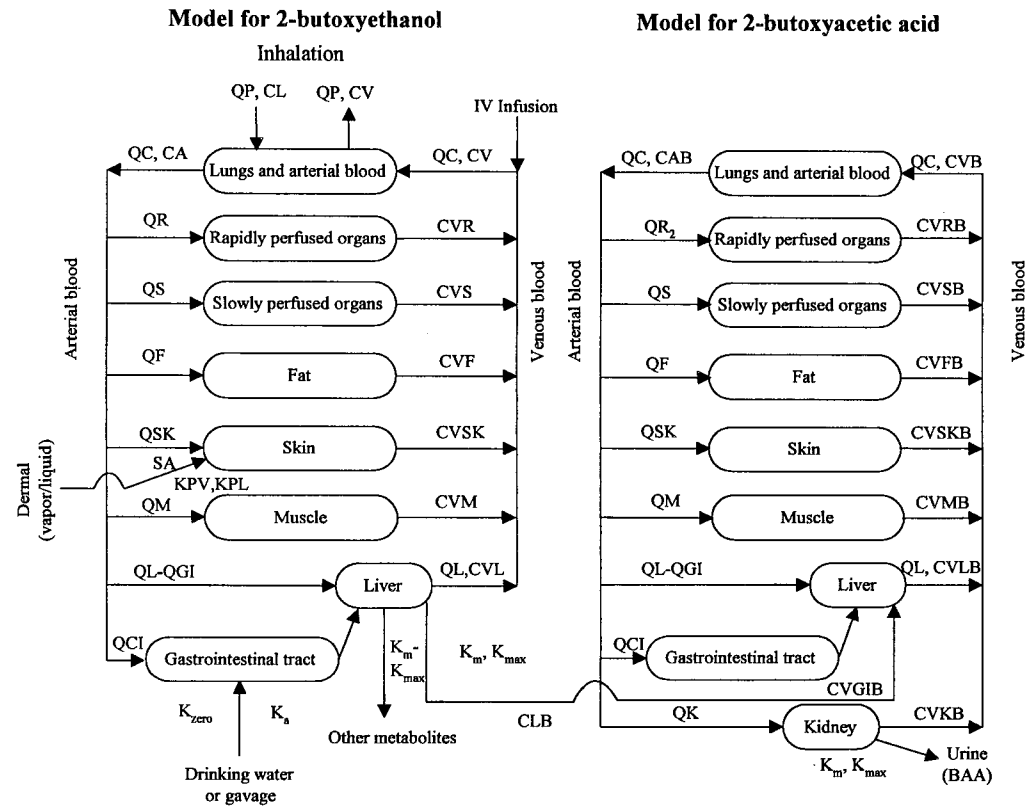 Model for 2-butoxyethanol
Inhalation
QP, CL
QP, CV
IV Infusion
QC, CA
Lungs and arterial blood
QC, CV
QR
Rapidly perfused organs
CVR
Arterial blood
QS
Slowly perfused organs
CVS
Venous blood
QF
Fat
CVF
QSK
Skin
CVSK
SA
KPV,KPL
Dermal
(vapor/liquid)
QM
Muscle
CVM
QL-QGI
Liver
QL,CVL
QCI
Gastrointestinal tract
Km-
Kmax
Km, Kmax
Kzero
Ka
CLB
Other metabolites
Drinking water
or gavage
Model for 2-butoxyacetic acid
QC, CAB
Lungs and arterial blood
QC, CVB
QR2
Rapidly perfused organs
CVRB
Arterial blood
QS
Slowly perfused organs
CVSB
Venous blood
QF
Fat
CVFB
QSK
Skin
CVSKB
QM
Muscle
CVMB
QL-QGI
Liver
QL, CVLB
QCI
Gastrointestinal tract
CVGIB
QK
Kidney
CVKB
Km, Kmax
Urine
(BAA)